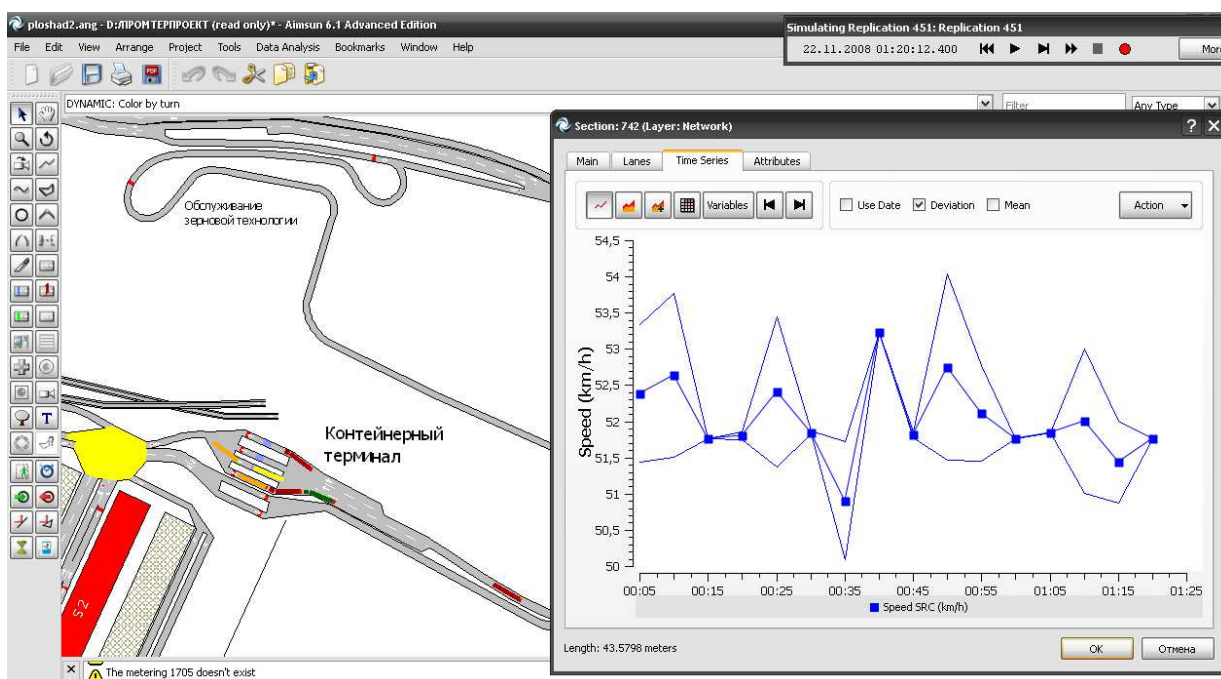 ploshad2.ang - D:/ПРОМТЕРПРОЕКТ (read only)* - Aimsun 6.1 Advanced Edition
Simulating Replication 451: Replication 451
File Edit View Arrange Project Tools Data Analysis Bookmarks Window Help
22.11.2008 01:20:12.400
More
DYNAMIC: Color by turn
Filter
Any Type
Section: 742 (Layer: Network)
Main Lanes Time Series Attributes
Variables
Use Date Deviation Mean
Action
Обслуживание
зерновой технологии
Контейнерный
терминал
S2
54,5
54
53,5
53
52,5
52
51,5
51
50,5
50
Speed (km/h)
00:05 00:15 00:25 00:35 00:45 00:55 01:05 01:15 01:25
Speed SRC (km/h)
Length: 43.5798 meters
OK Отмена
The metering 1705 doesn't exist